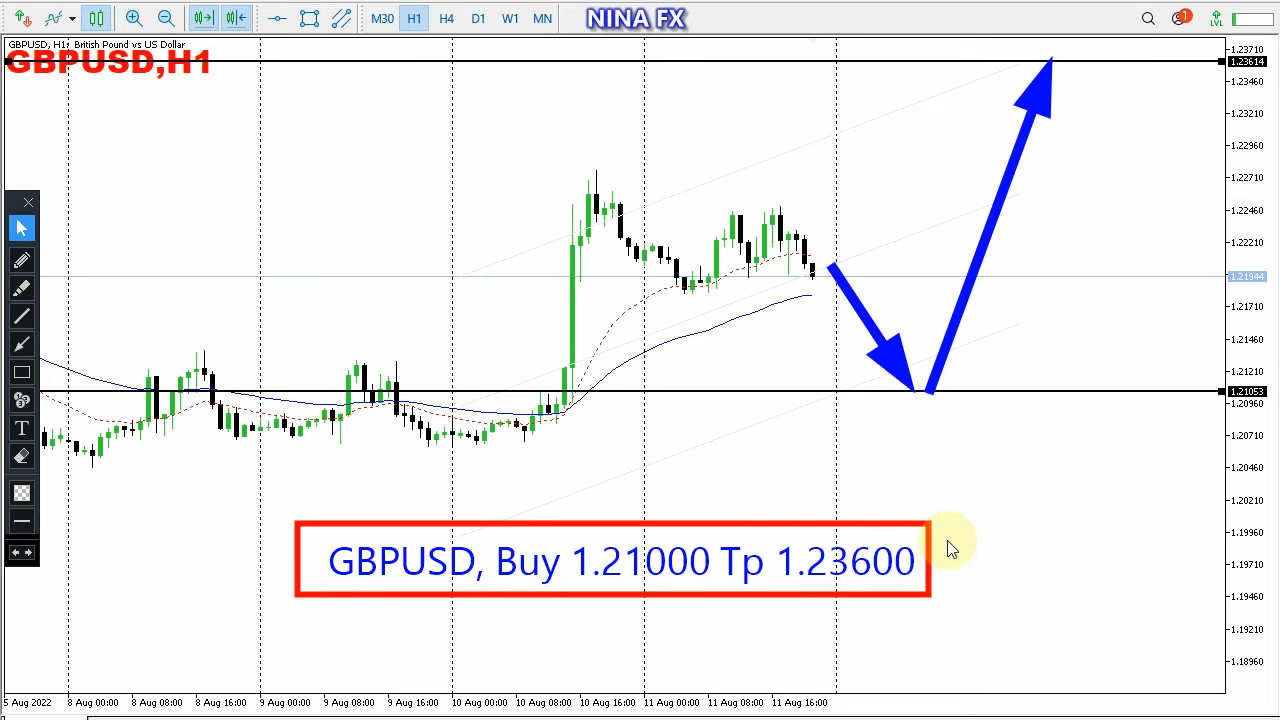 M30 H1 H4 D1 W1 MN
NINA FX
1
LVL
GBPUSD, H1: British Pound vs US Dollar
GBPUSD,H1
1.23710
1.23614
1.23460
1.23210
1.22960
1.22710
1.22460
1.22210
1.21944
1.21710
1.21460
1.21210
1.21053
1.20960
1.20710
1.20460
1.20210
1.19960
1.19710
1.19460
1.19210
1.18960
T
GBPUSD, Buy 1.21000 Tp 1.23600
5 Aug 2022 8 Aug 00:00 8 Aug 08:00 8 Aug 16:00 9 Aug 00:00 9 Aug 08:00 9 Aug 16:00 10 Aug 00:00 10 Aug 08:00 10 Aug 16:00 11 Aug 00:00 11 Aug 08:00 11 Aug 16:00